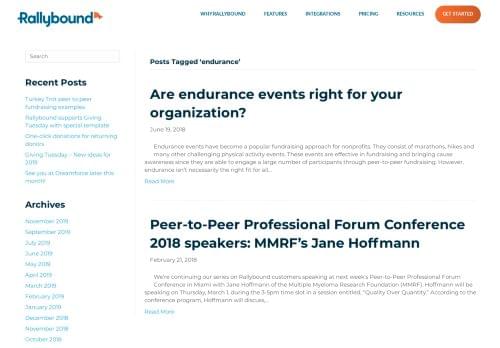 Rallybound
WHY RALLYBOUND FEATURES INTEGRATIONS PRICING RESOURCES GET STARTED
Search
Recent Posts
Turkey Trot peer to peer
fundraising examples
Rallybound supports Giving
Tuesday with special template
One-click donations for returning
donors
Giving Tuesday – New ideas for
2019
See you at Dreamforce later this
month!
Archives
November 2019
September 2019
July 2019
June 2019
May 2019
April 2019
March 2019
February 2019
January 2019
December 2018
November 2018
October 2018
Posts Tagged ‘endurance’
Are endurance events right for your
organization?
June 19, 2018
Endurance events have become a popular fundraising approach for nonprofits. They consist of marathons, hikes and
many other challenging physical activity events. These events are effective in fundraising and bringing cause
awareness since they are able to engage a large number of participants through peer-to-peer fundraising. However,
endurance isn’t necessarily the right fit for all...
Read More
Peer-to-Peer Professional Forum Conference
2018 speakers: MMRF’s Jane Hoffmann
February 21, 2018
We’re continuing our series on Rallybound customers speaking at next week’s Peer-to-Peer Professional Forum
Conference in Miami with Jane Hoffmann of the Multiple Myeloma Research Foundation (MMRF). Hoffmann will be
speaking on Thursday, March 1, during the 3-5pm time slot in a session entitled, “Quality Over Quantity.” According to the
conference program, Hoffmann will discuss,...
Read More